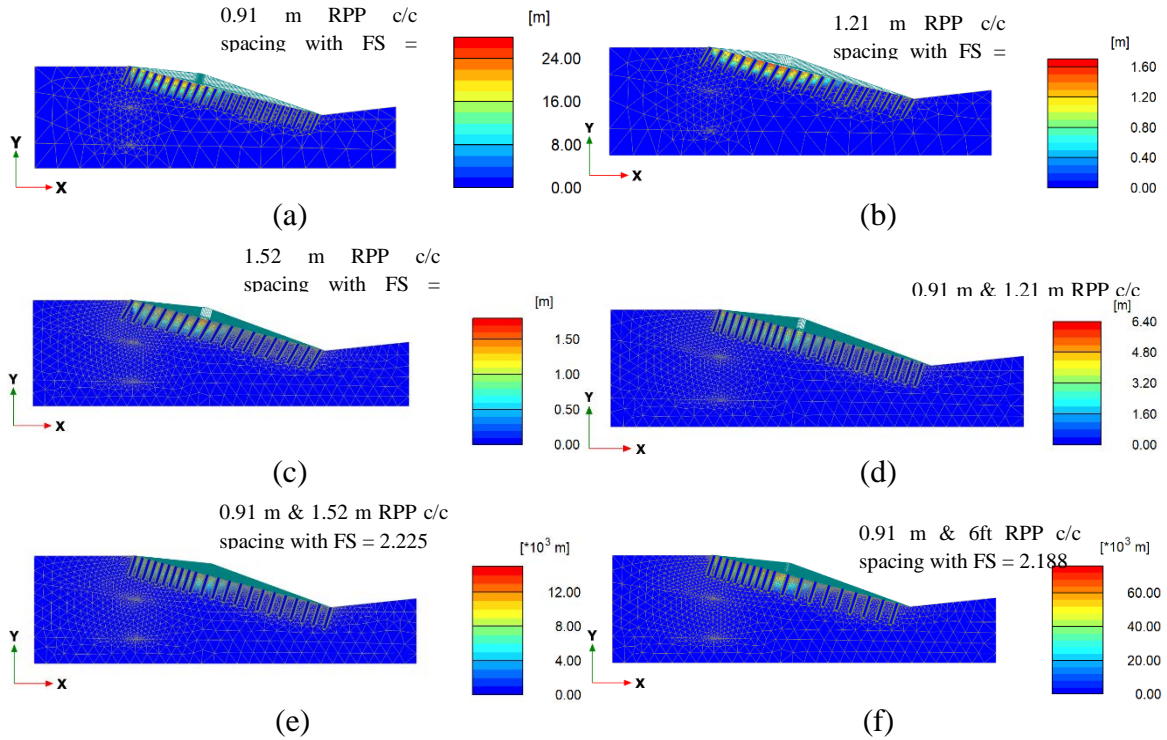 0.91 m RPP c/c
spacing with FS =
[m]
24.00
16.00
8.00
0.00
Y
X
(a)
1.21 m RPP c/c
spacing with FS =
[m]
1.60
1.20
0.80
0.40
0.00
Y
X
(b)
1.52 m RPP c/c
spacing with FS =
[m]
1.50
1.00
0.50
0.00
Y
X
(c)
0.91 m & 1.21 m RPP c/c
[m]
6.40
4.80
3.20
1.60
0.00
Y
X
(d)
0.91 m & 1.52 m RPP c/c
spacing with FS = 2.225
[*10³ m]
12.00
8.00
4.00
0.00
Y
X
(e)
0.91 m & 6ft RPP c/c
spacing with FS = 2.188
[*10³ m]
60.00
40.00
20.00
0.00
Y
X
(f)